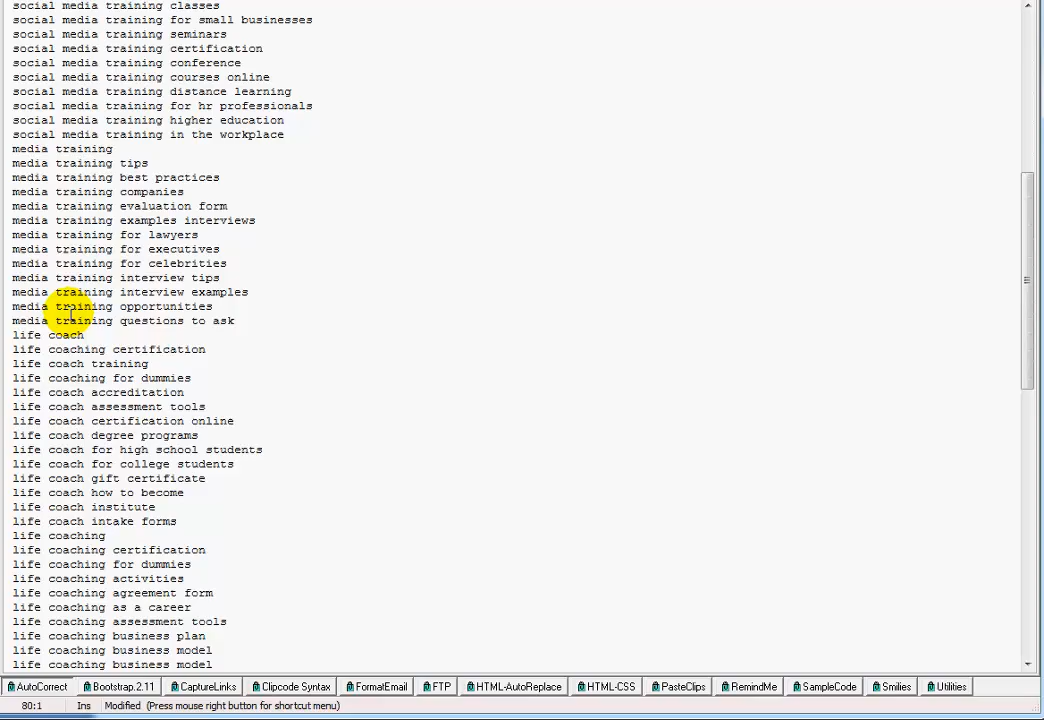 social media training classes
social media training for small businesses
social media training seminars
social media training certification
social media training conference
social media training courses online
social media training distance learning
social media training for hr professionals
social media training higher education
social media training in the workplace
media training
media training tips
media training best practices
media training companies
media training evaluation form
media training examples interviews
media training for lawyers
media training for executives
media training for celebrities
media training interview tips
media training interview examples
media training opportunities
media training questions to ask
life coach
life coaching certification
life coach training
life coaching for dummies
life coach accreditation
life coach assessment tools
life coach certification online
life coach degree programs
life coach for high school students
life coach for college students
life coach gift certificate
life coach how to become
life coach institute
life coach intake forms
life coaching
life coaching certification
life coaching for dummies
life coaching activities
life coaching agreement form
life coaching as a career
life coaching assessment tools
life coaching business plan
life coaching business model
life coaching business model
AutoCorrect Bootstrap.2.11 CaptureLinks Clipcode Syntax FormatEmail FTP HTML-AutoReplace HTML-CSS PasteClips RemindMe SampleCode Smilies Utilities
80:1 Ins Modified (Press mouse right button for shortcut menu)